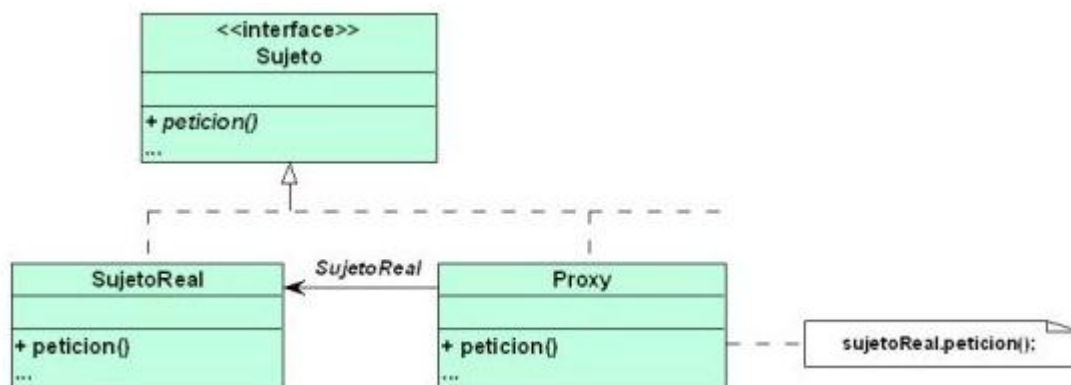 <<interface>>
Sujeto
+ peticion()
...
SujetoReal
+ peticion()
...
SujetoReal
Proxy
+ peticion()
...
sujetoReal.peticion():